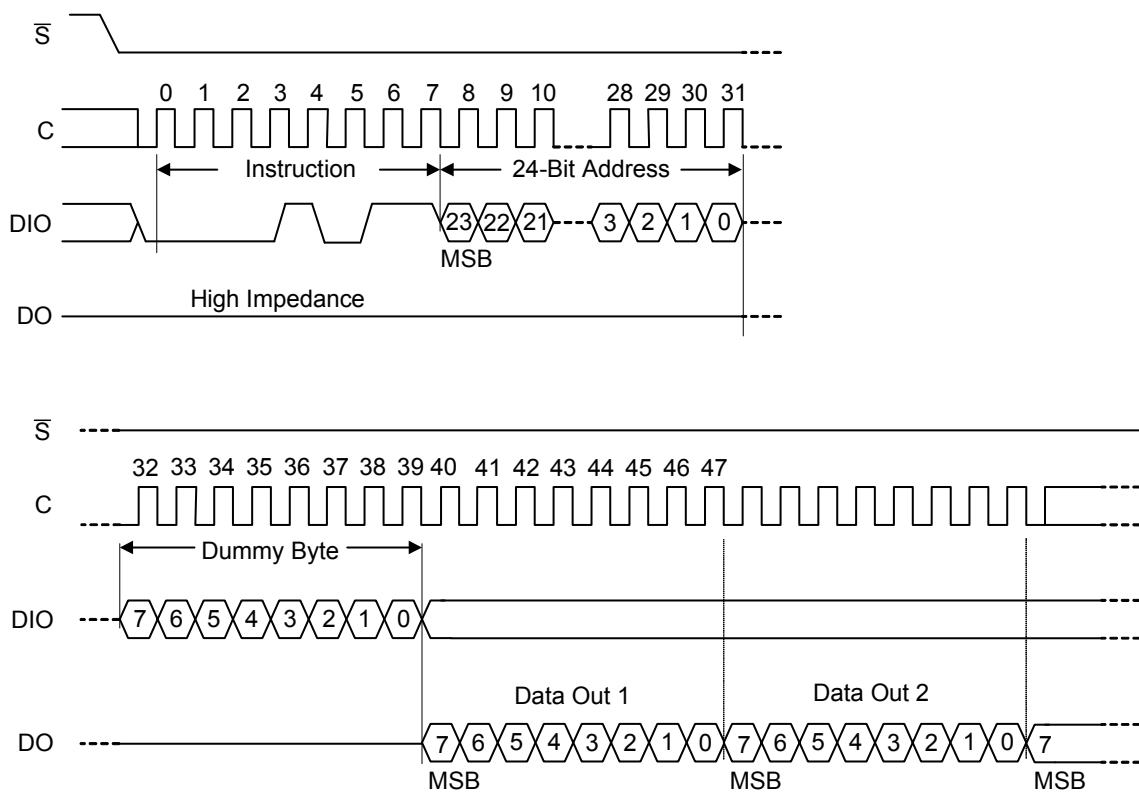 S̅
0 1 2 3 4 5 6 7 8 9 10 28 29 30 31
C
Instruction 24-Bit Address
DIO 23 22 21 3 2 1 0
MSB
High Impedance
DO
S̅
32 33 34 35 36 37 38 39 40 41 42 43 44 45 46 47
C
Dummy Byte
DIO 7 6 5 4 3 2 1 0
Data Out 1 Data Out 2
DO 7 6 5 4 3 2 1 0 7 6 5 4 3 2 1 0 7
MSB MSB MSB